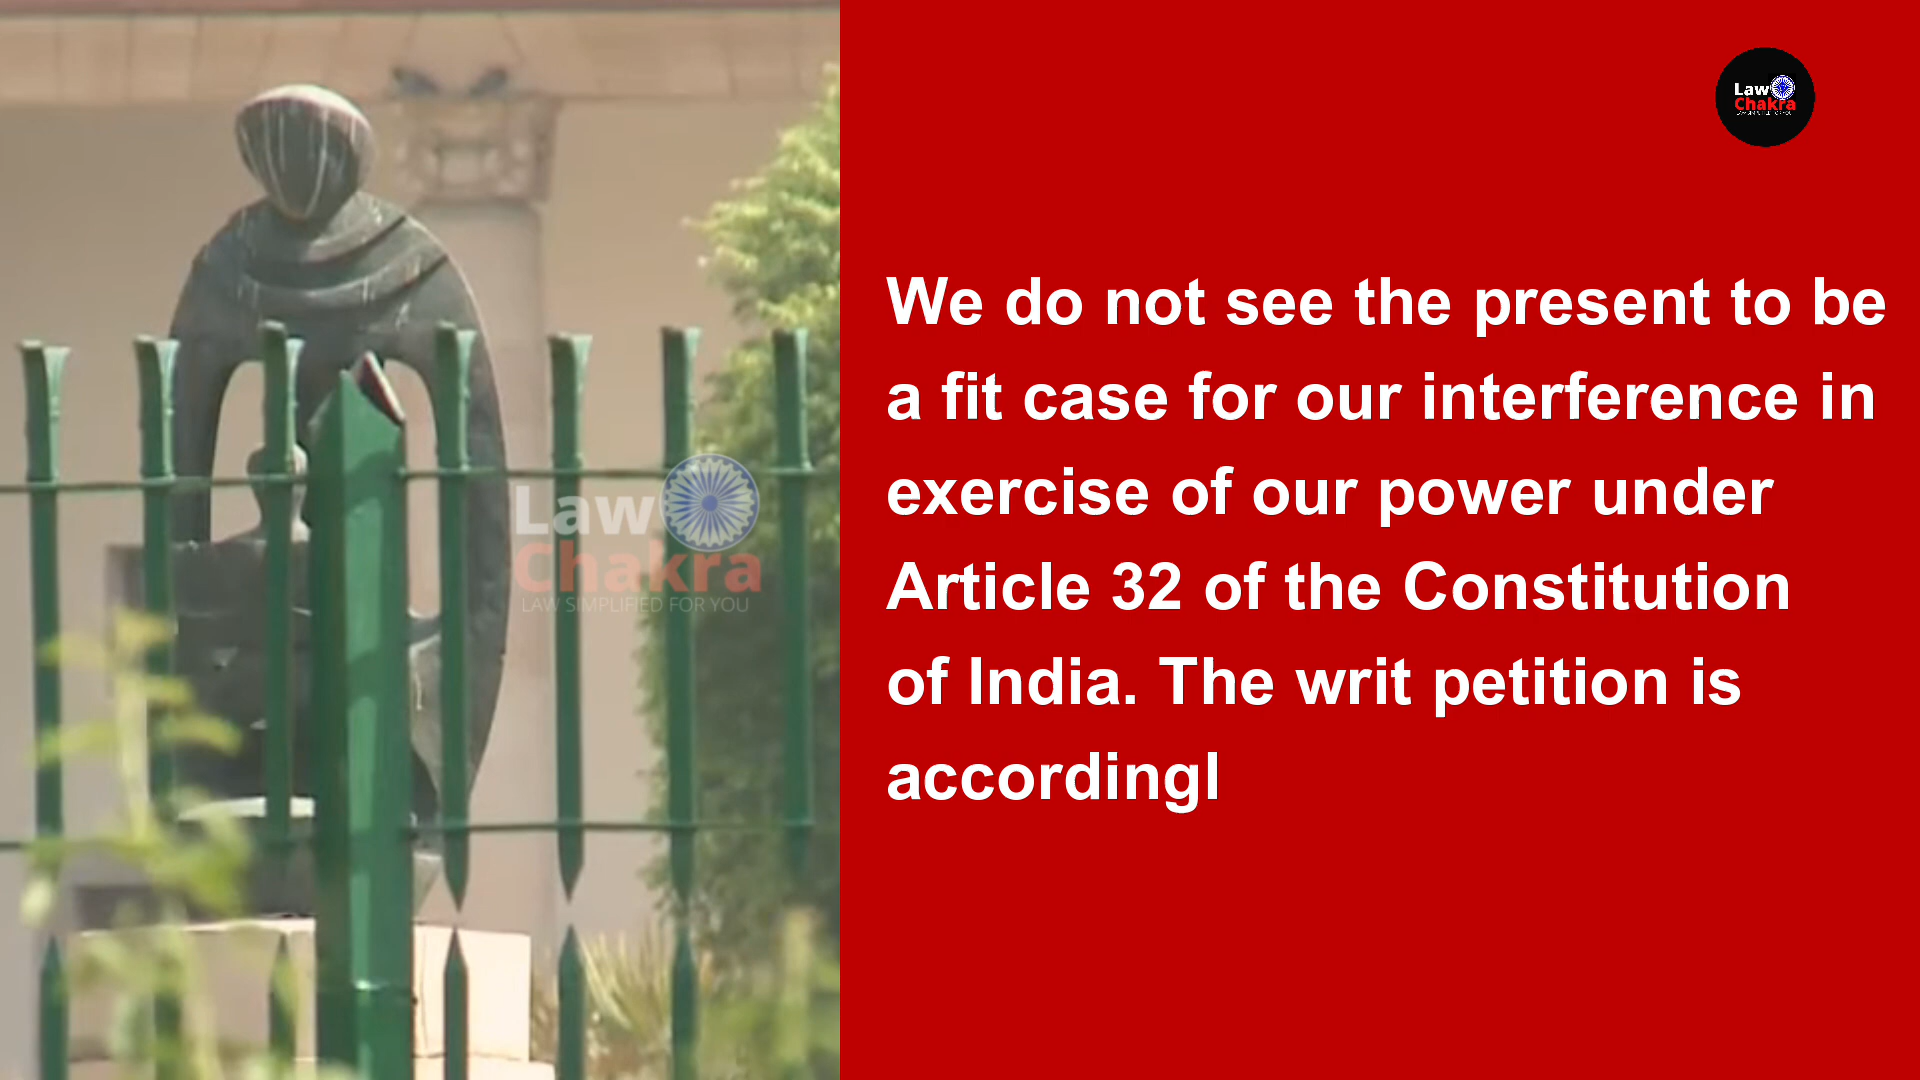 Law
Chakra
We do not see the present to be
a fit case for our interference in
exercise of our power under
Article 32 of the Constitution
of India. The writ petition is
accordingl
Law
Chakra
LAW SIMPLIFIED FOR YOU